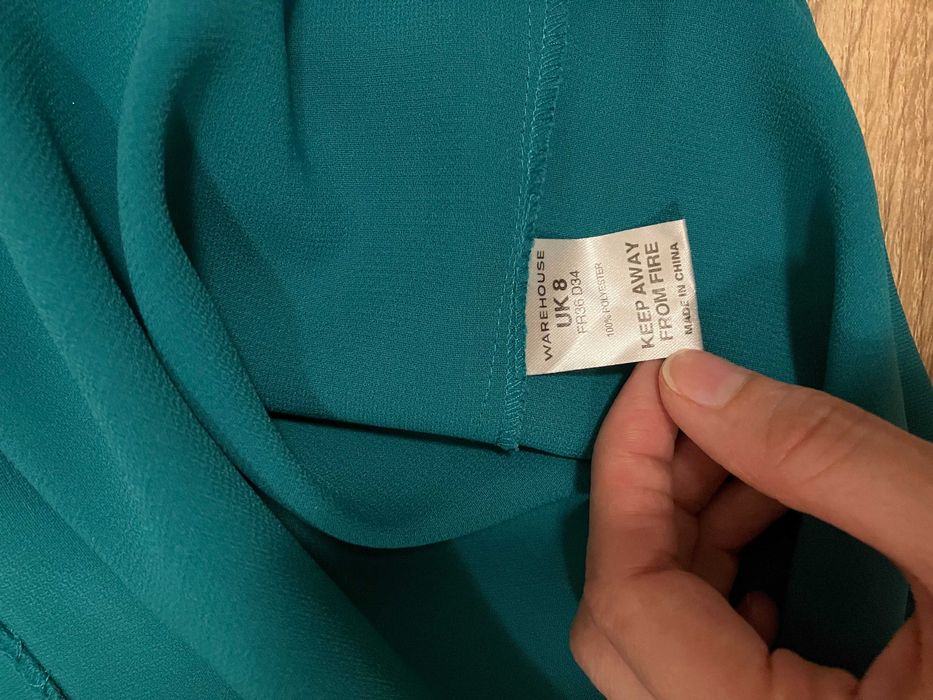 WAREHOUSE
UK 8
FR36 D34
100% POLYESTER
KEEP AWAY
FROM FIRE
MADE IN CHINA